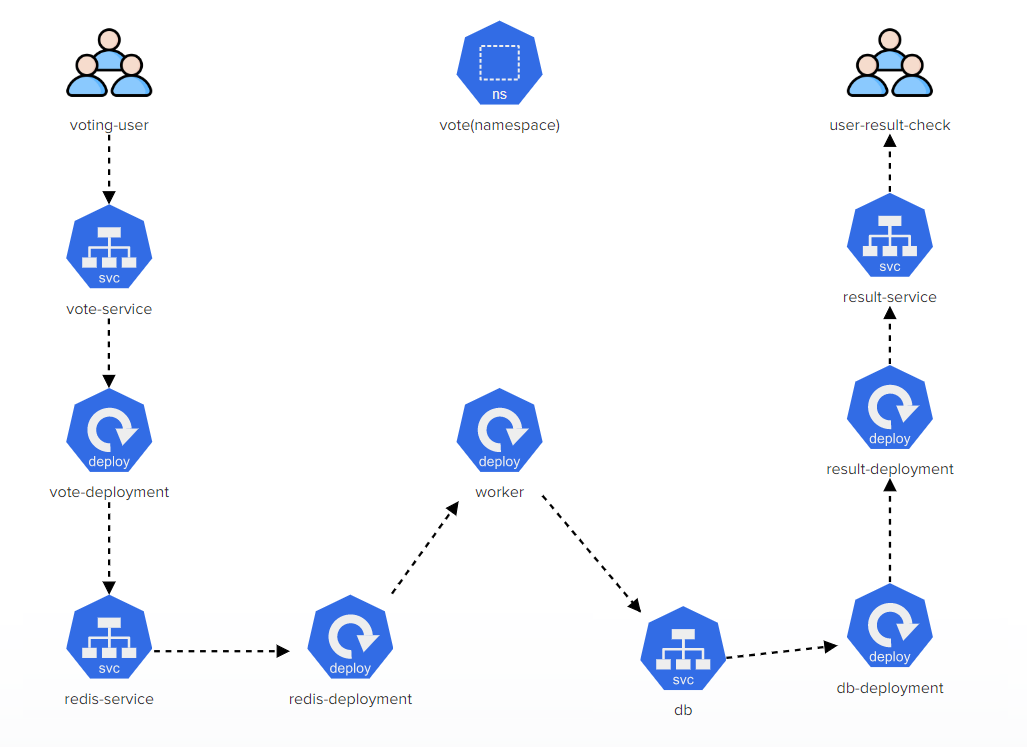 voting-user
ns
vote(namespace)
user-result-check
svc
vote-service
svc
result-service
deploy
vote-deployment
deploy
worker
deploy
result-deployment
svc
redis-service
deploy
redis-deployment
svc
db
deploy
db-deployment